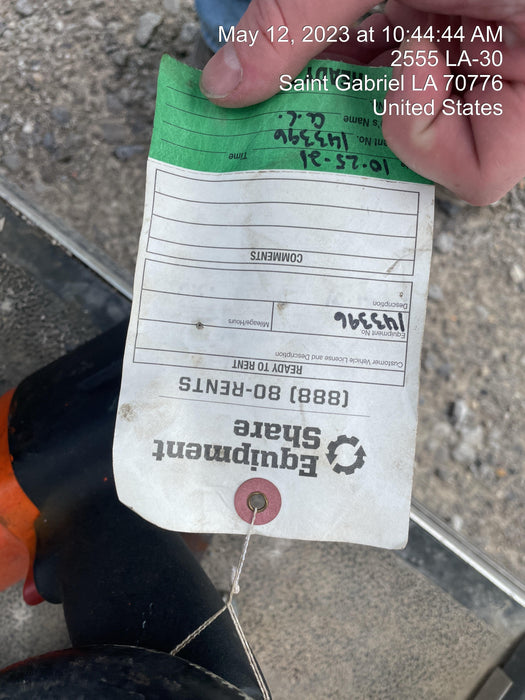 May 12, 2023 at 10:44:44 AM
2555 LA-30
Saint Gabriel LA 70776
United States
Equipment
Share
(888) 80-RENTS
READY TO RENT
Customer Vehicle License and Description
Equipment No. Mileage/Hours
143396
Description
COMMENTS
10-25-21 Time
No. 143396
's Name a.c.